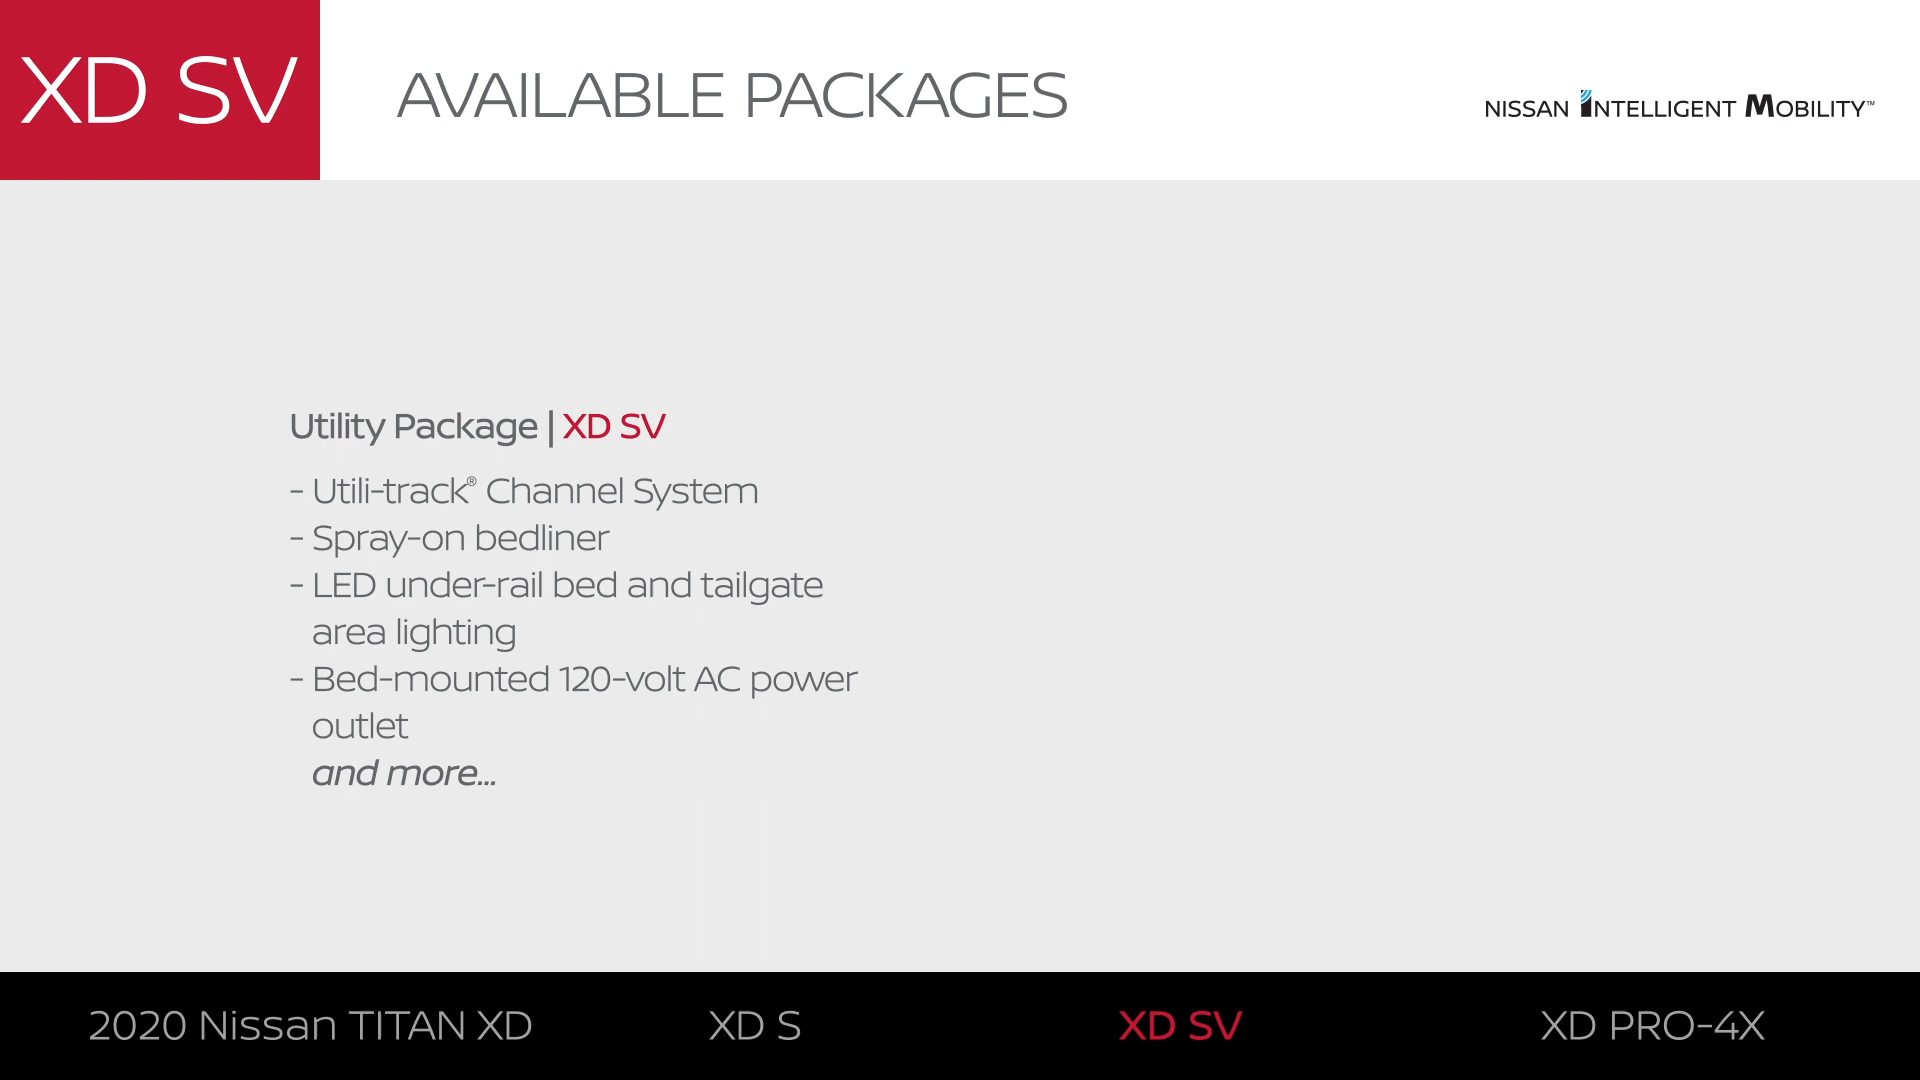 XD SV
AVAILABLE PACKAGES
NISSAN INTELLIGENT MOBILITY™
Utility Package | XD SV
- Utili-track® Channel System
- Spray-on bedliner
- LED under-rail bed and tailgate
area lighting
- Bed-mounted 120-volt AC power
outlet
and more...
2020 Nissan TITAN XD
XD S
XD SV
XD PRO-4X